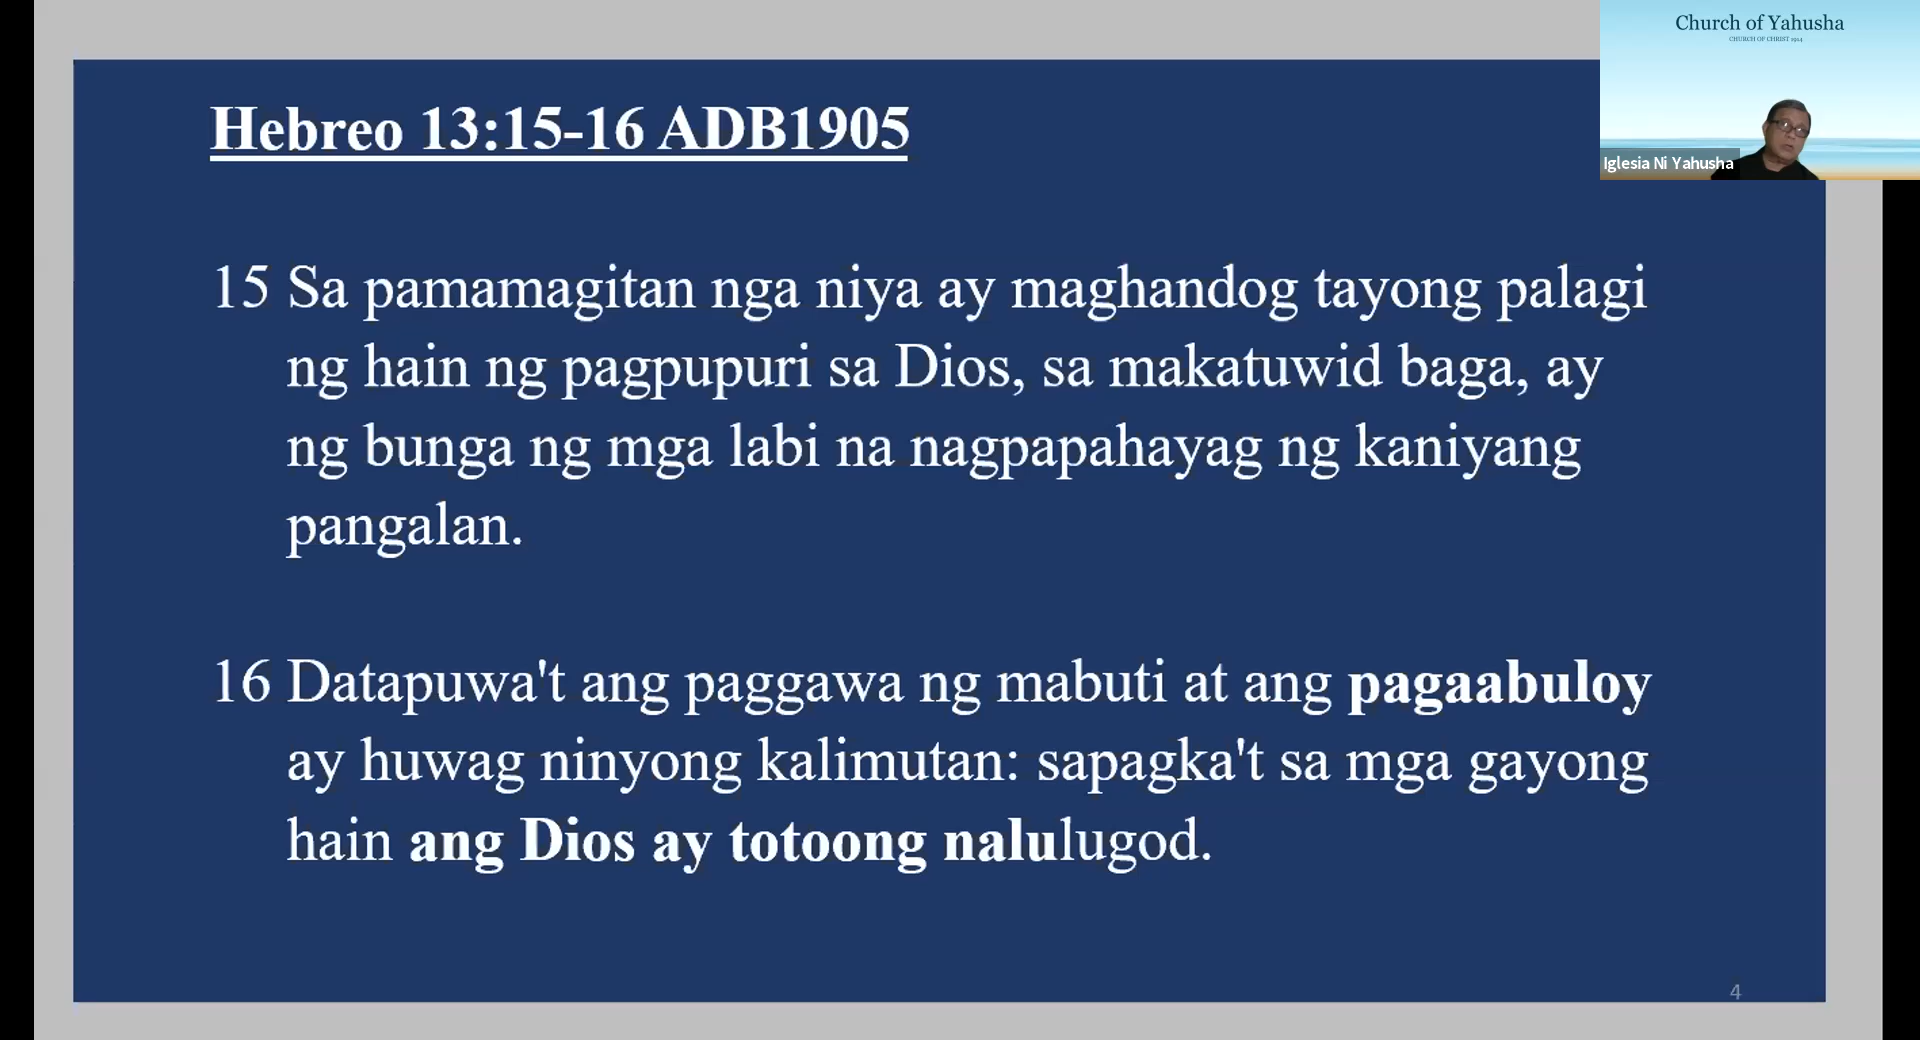 Church of Yahusha
CHURCH OF CHRIST 1914
Iglesia Ni Yahusha
Hebreo 13:15-16 ADB1905
15 Sa pamamagitan nga niya ay maghandog tayong palagi
ng hain ng pagpupuri sa Dios, sa makatuwid baga, ay
ng bunga ng mga labi na nagpapahayag ng kaniyang
pangalan.
16 Datapuwa't ang paggawa ng mabuti at ang pagaabuloy
ay huwag ninyong kalimutan: sapagka't sa mga gayong
hain ang Dios ay totoong nalulugod.
4